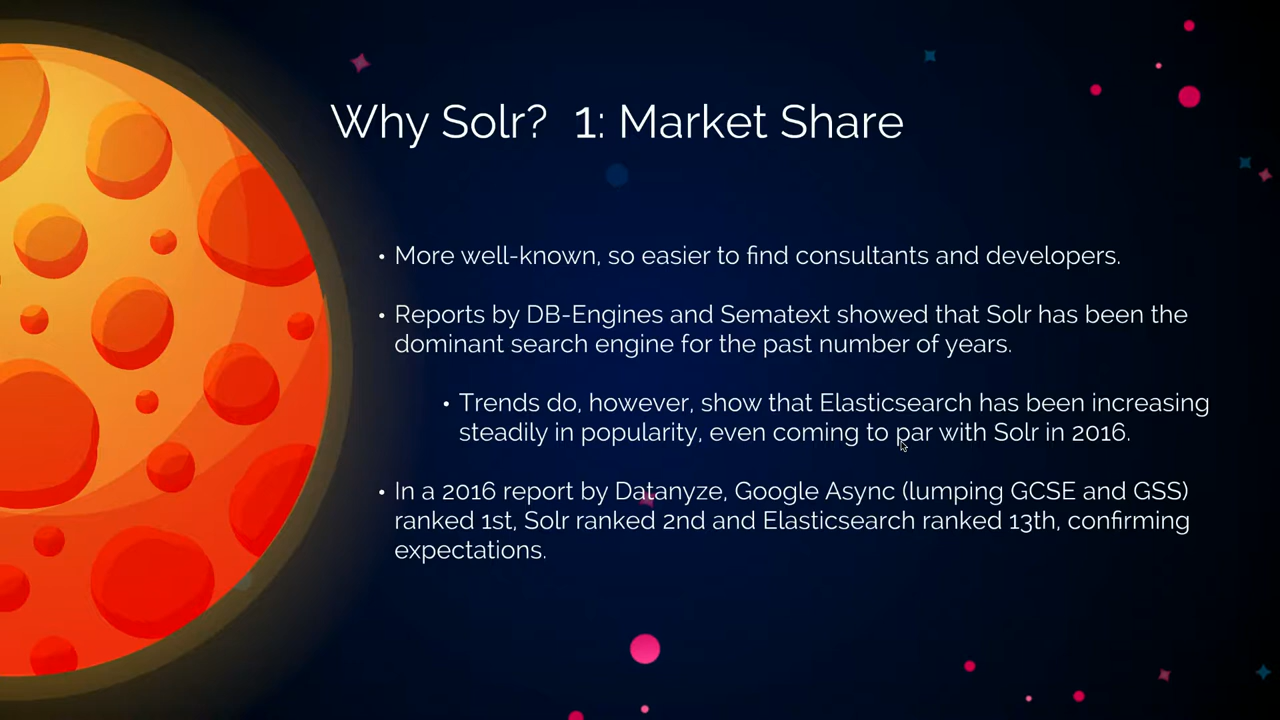 Why Solr? 1: Market Share
• More well-known, so easier to find consultants and developers.
• Reports by DB-Engines and Sematext showed that Solr has been the
dominant search engine for the past number of years.
• Trends do, however, show that Elasticsearch has been increasing
steadily in popularity, even coming to par with Solr in 2016.
• In a 2016 report by Datanyze, Google Async (lumping GCSE and GSS)
ranked 1st, Solr ranked 2nd and Elasticsearch ranked 13th, confirming
expectations.